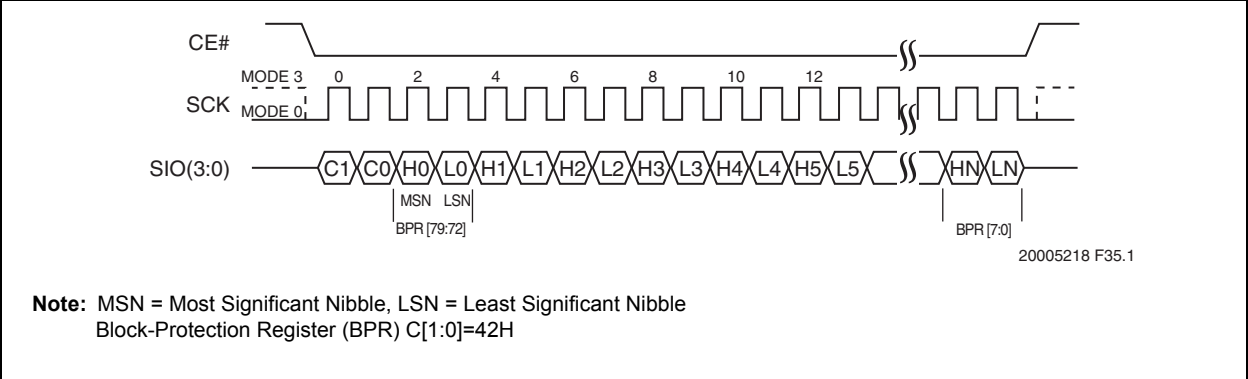 CE#
MODE 3 0 2 4 6 8 10 12
SCK
MODE 0
SIO(3:0) C1 C0 H0 L0 H1 L1 H2 L2 H3 L3 H4 L4 H5 L5 HN LN
MSN LSN
BPR [79:72] BPR [7:0]
20005218 F35.1
Note: MSN = Most Significant Nibble, LSN = Least Significant Nibble
Block-Protection Register (BPR) C[1:0]=42H